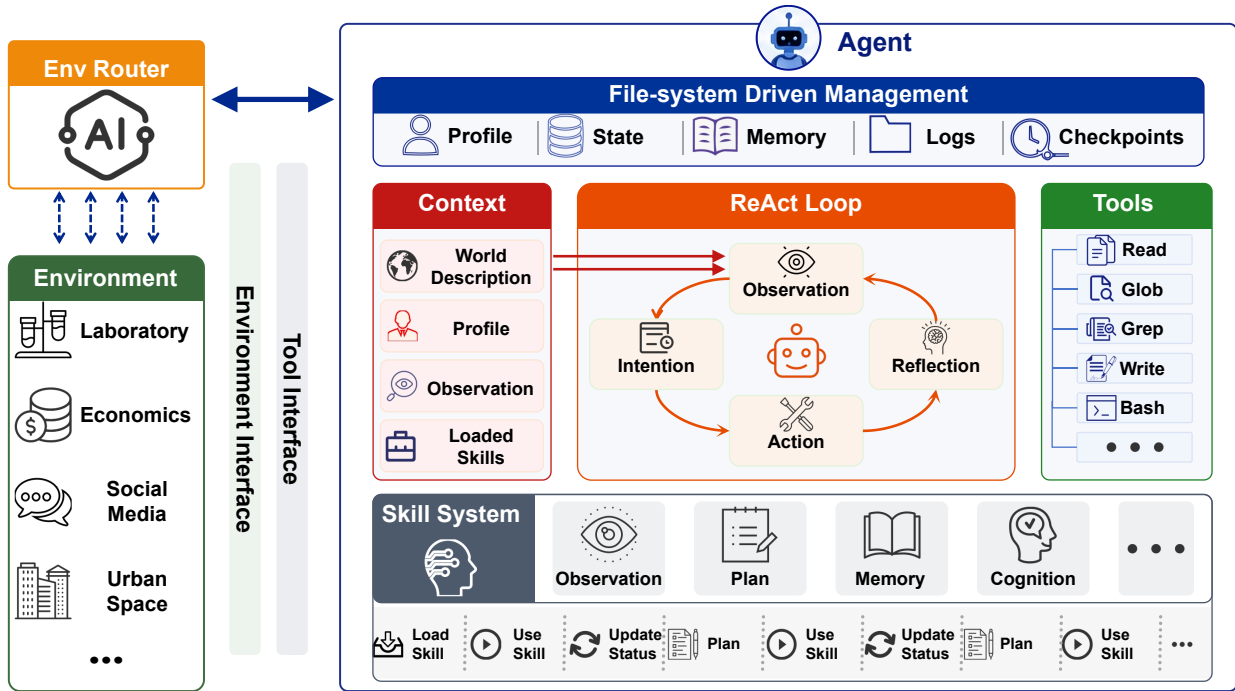 Env Router
AI
Environment
Laboratory
Economics
Social
Media
Urban
Space
...
Environment Interface
Tool Interface
Agent
File-system Driven Management
Profile
State
Memory
Logs
Checkpoints
Context
World
Description
Profile
Observation
Loaded
Skills
ReAct Loop
Observation
Intention
Reflection
Action
Tools
Read
Glob
Grep
Write
Bash
• • •
Skill System
Observation
Plan
Memory
Cognition
• • •
Load
Skill
Use
Skill
Update
Status
Plan
Use
Skill
Update
Status
Plan
Use
Skill
...